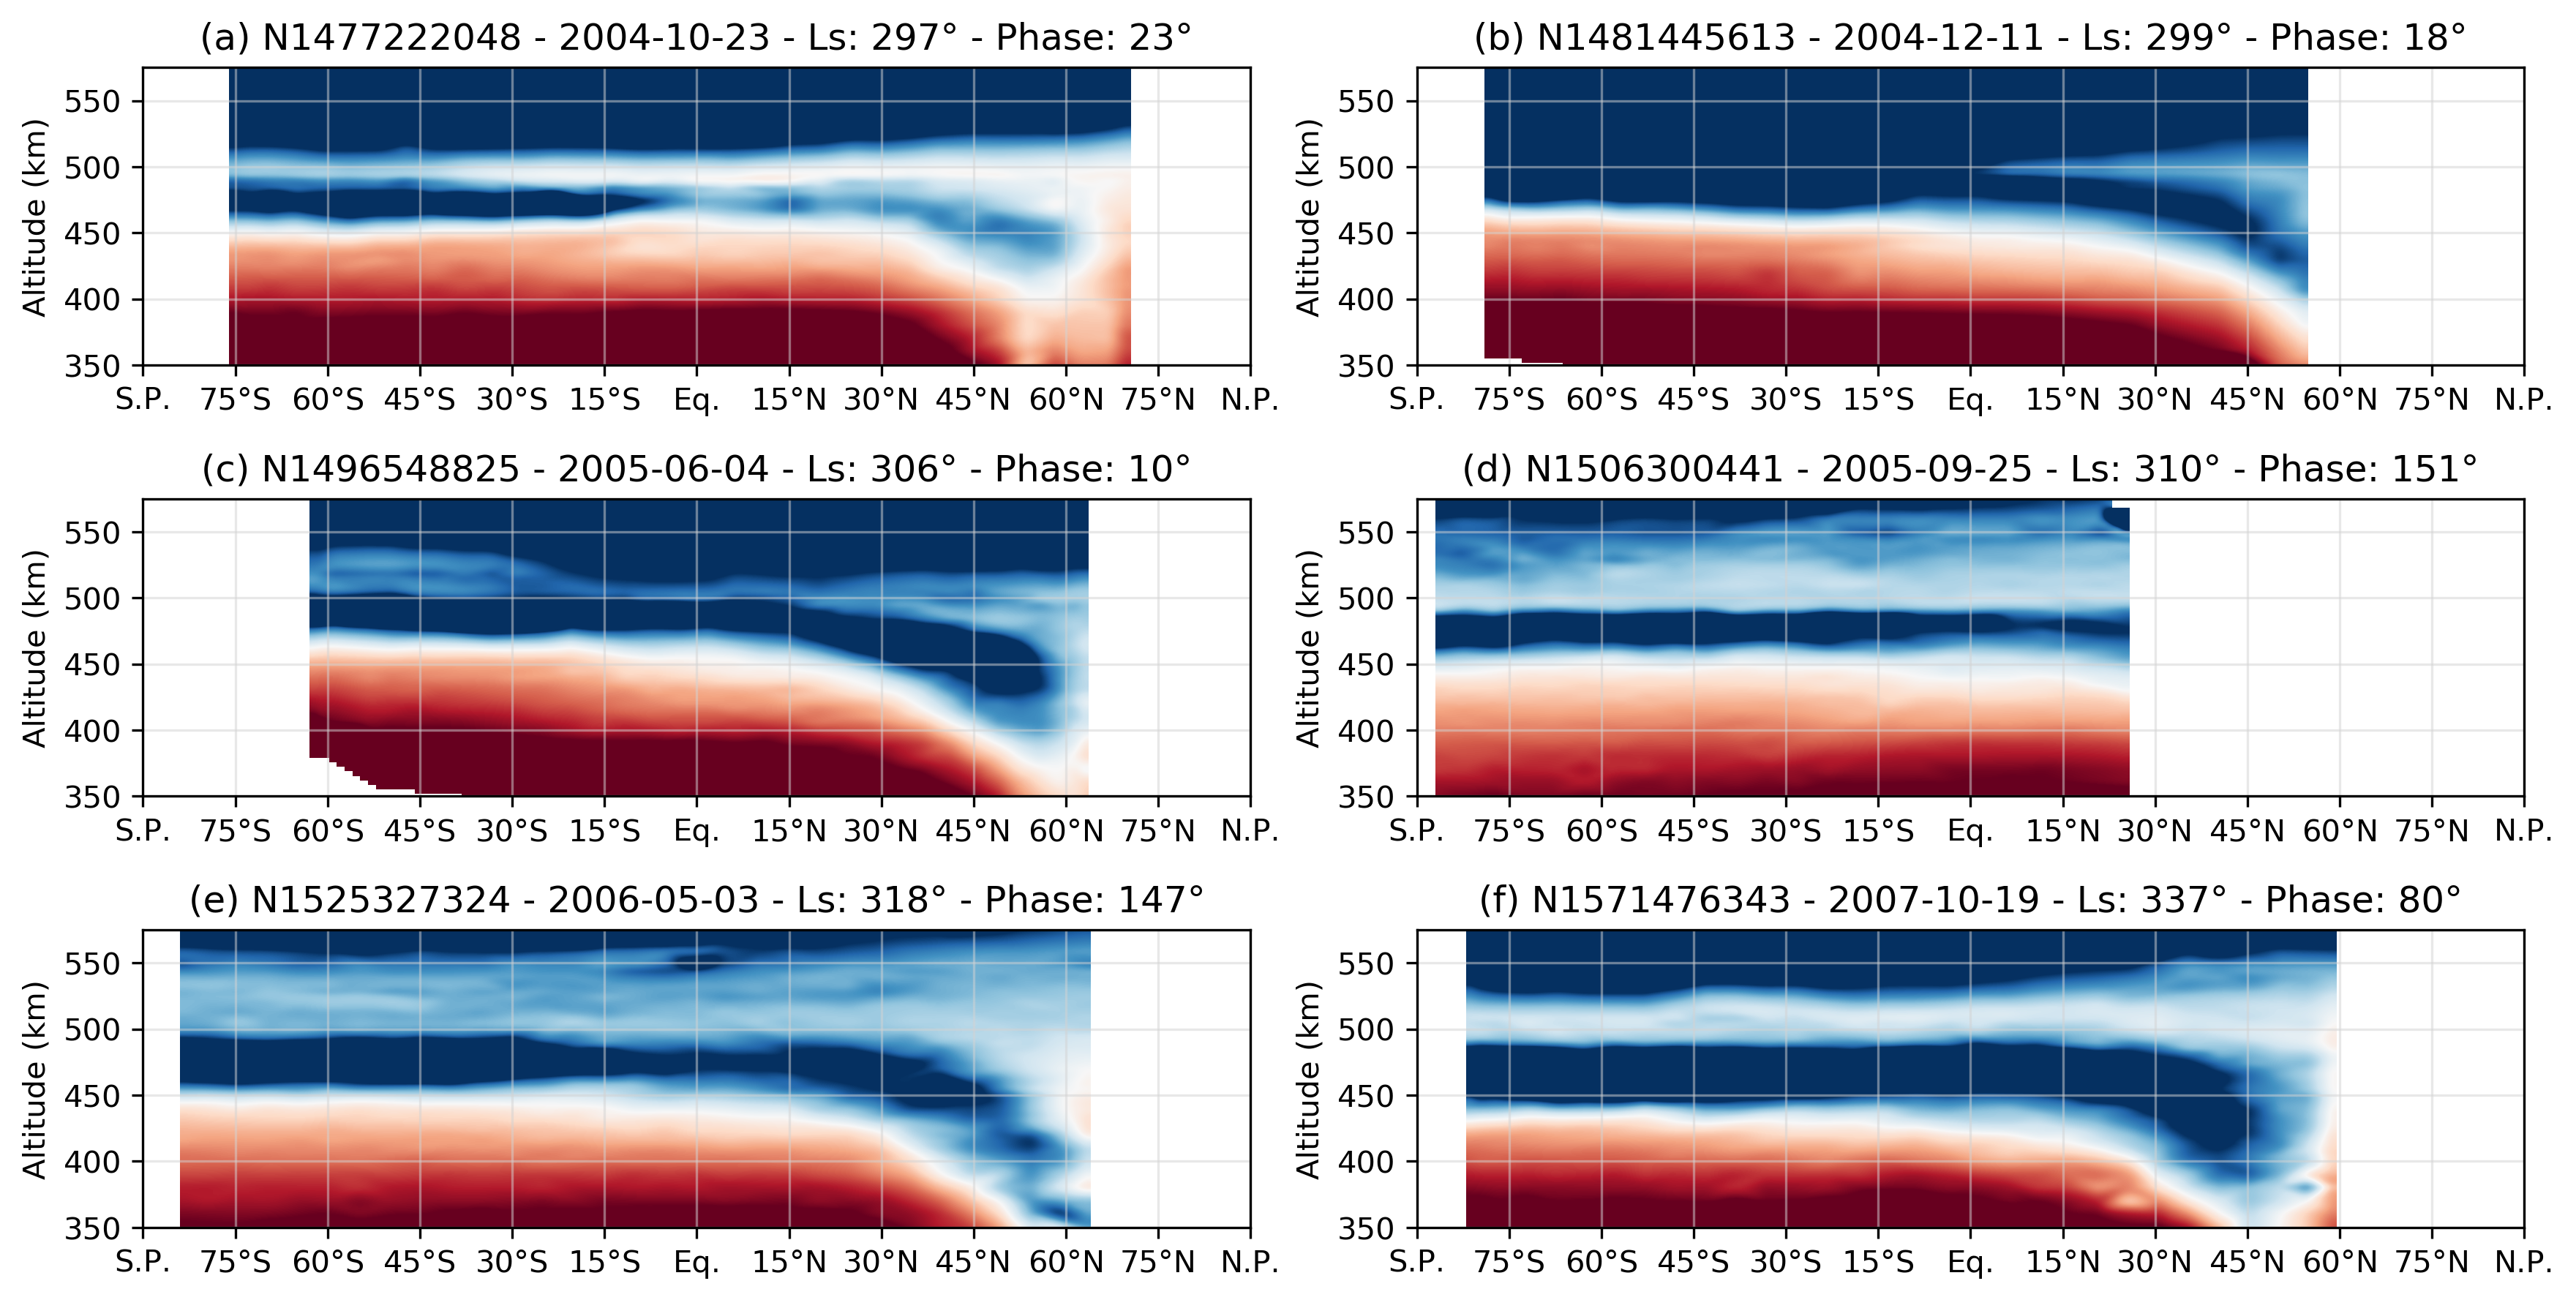 (a) N1477222048 - 2004-10-23 - Ls: 297° - Phase: 23°
Altitude (km)
550
500
450
400
350
S.P. 75°S 60°S 45°S 30°S 15°S Eq. 15°N 30°N 45°N 60°N 75°N N.P.
(b) N1481445613 - 2004-12-11 - Ls: 299° - Phase: 18°
Altitude (km)
550
500
450
400
350
S.P. 75°S 60°S 45°S 30°S 15°S Eq. 15°N 30°N 45°N 60°N 75°N N.P.
(c) N1496548825 - 2005-06-04 - Ls: 306° - Phase: 10°
Altitude (km)
550
500
450
400
350
S.P. 75°S 60°S 45°S 30°S 15°S Eq. 15°N 30°N 45°N 60°N 75°N N.P.
(d) N1506300441 - 2005-09-25 - Ls: 310° - Phase: 151°
Altitude (km)
550
500
450
400
350
S.P. 75°S 60°S 45°S 30°S 15°S Eq. 15°N 30°N 45°N 60°N 75°N N.P.
(e) N1525327324 - 2006-05-03 - Ls: 318° - Phase: 147°
Altitude (km)
550
500
450
400
350
S.P. 75°S 60°S 45°S 30°S 15°S Eq. 15°N 30°N 45°N 60°N 75°N N.P.
(f) N1571476343 - 2007-10-19 - Ls: 337° - Phase: 80°
Altitude (km)
550
500
450
400
350
S.P. 75°S 60°S 45°S 30°S 15°S Eq. 15°N 30°N 45°N 60°N 75°N N.P.